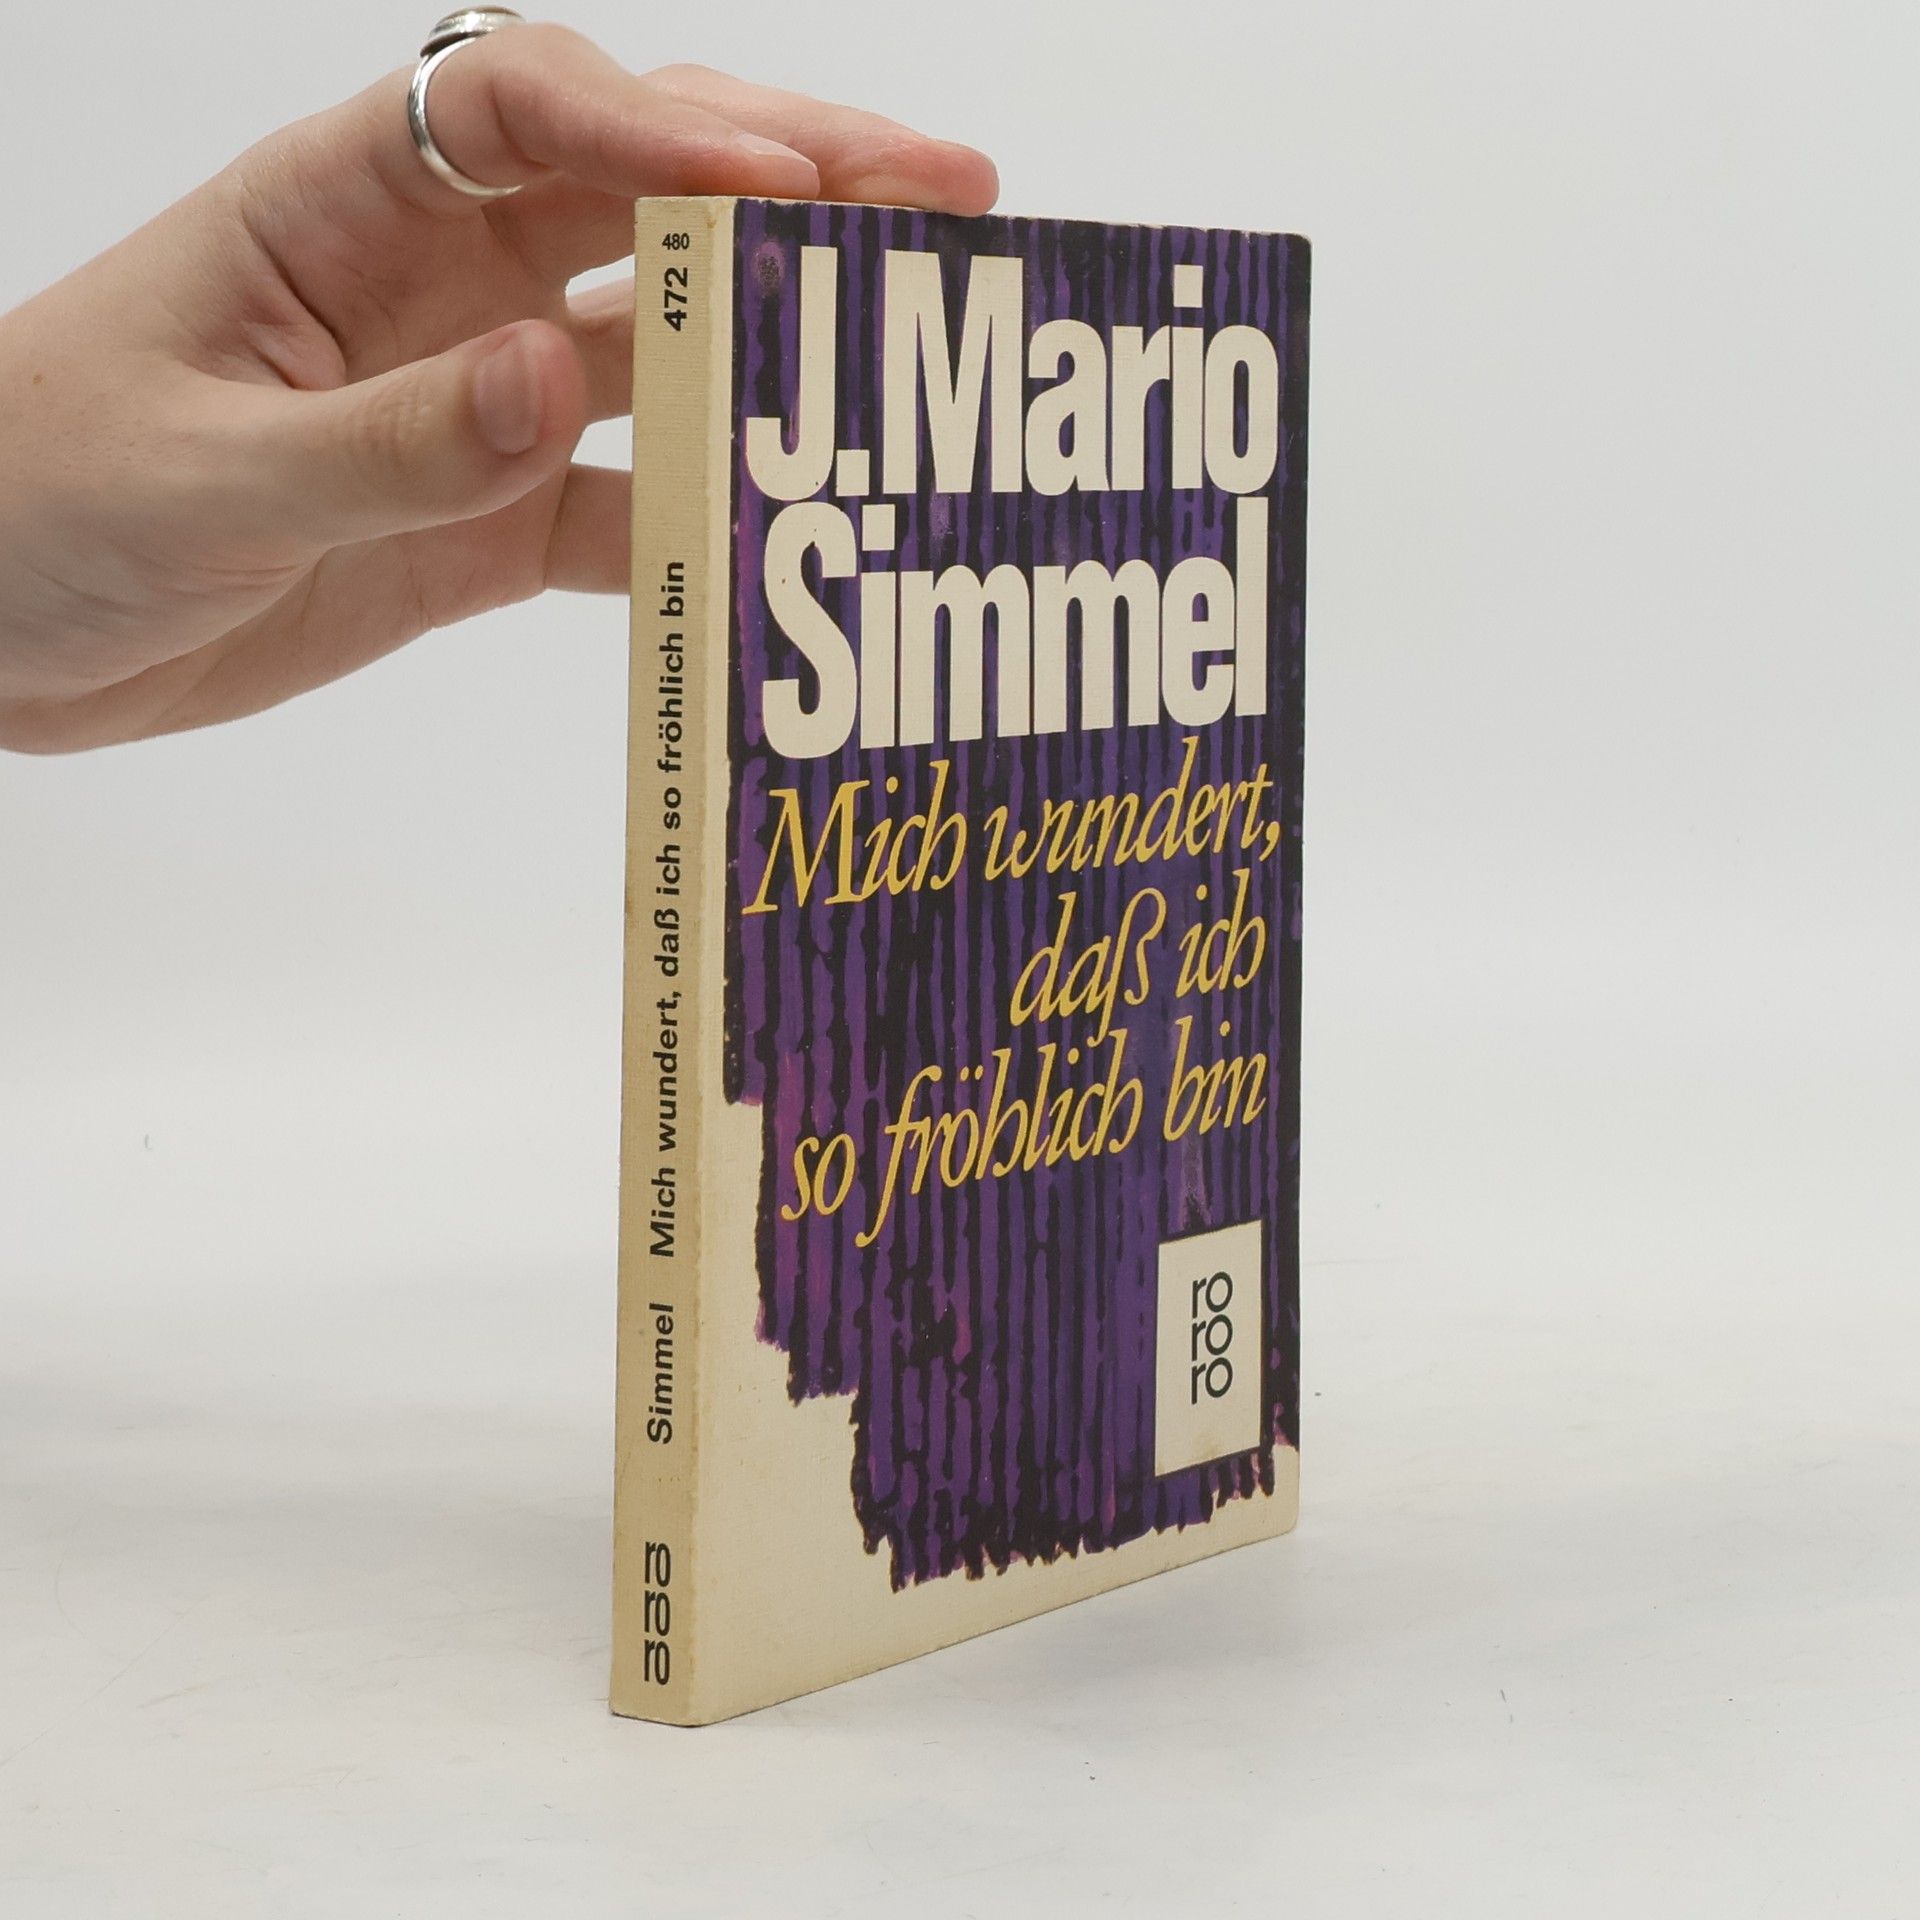 480
472
Simmel Mich wundert, daß ich so fröhlich bin
ro
ro
ro
J. Mario
Simmel
Mich wundert,
daß ich
so fröhlich bin
ro
ro
ro